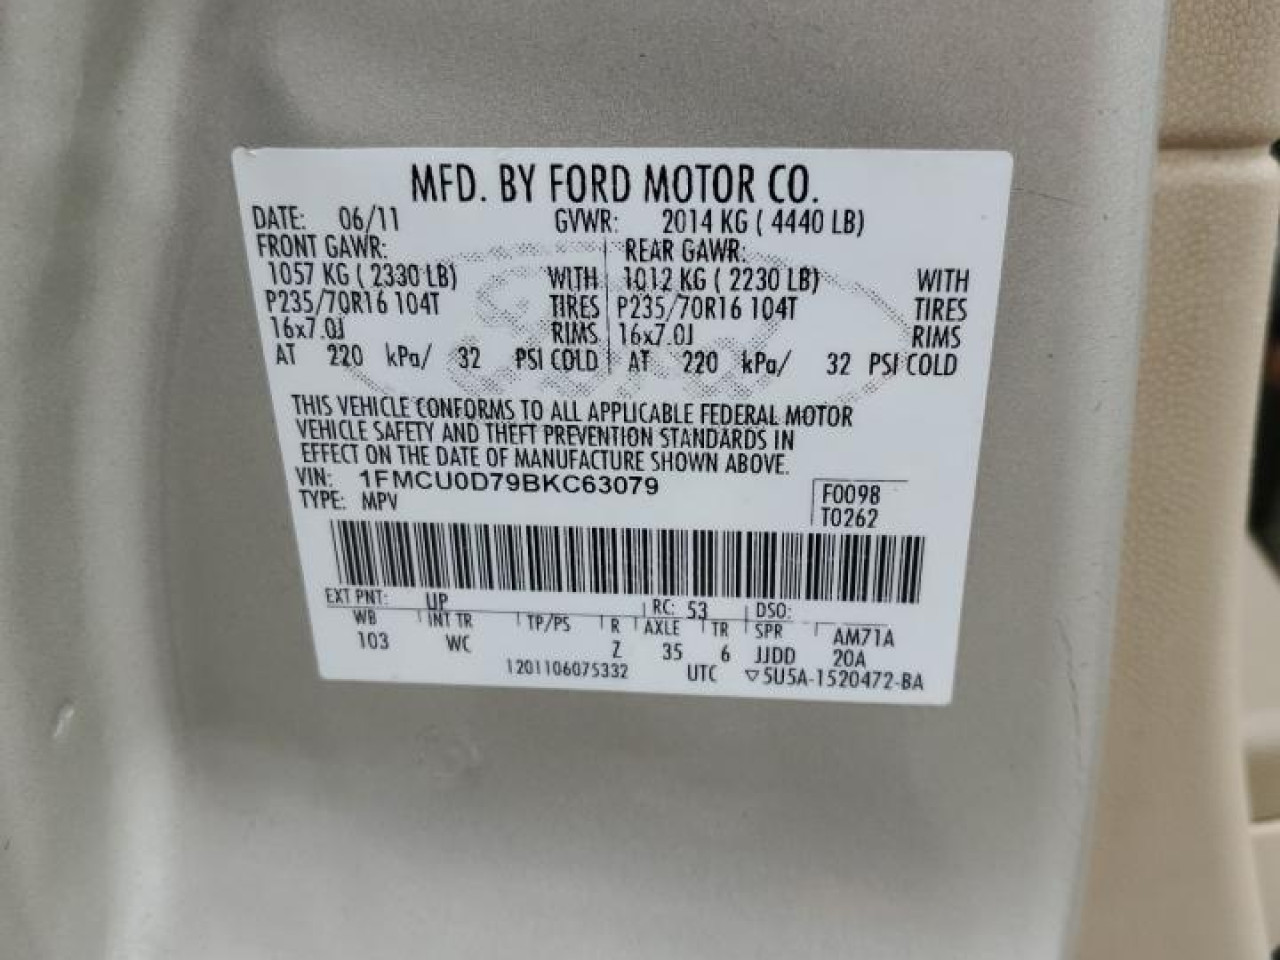 MFD. BY FORD MOTOR CO.
DATE: 06/11 GVWR: 2014 KG ( 4440 LB)
FRONT GAWR: REAR GAWR:
1057 KG ( 2330 LB) WITH 1012 KG ( 2230 LB) WITH
P235/70R16 104T TIRES P235/70R16 104T TIRES
16x7.0J RIMS 16x7.0J RIMS
AT 220 kPa/ 32 PSI COLD AT 220 kPa/ 32 PSI COLD
THIS VEHICLE CONFORMS TO ALL APPLICABLE FEDERAL MOTOR
VEHICLE SAFETY AND THEFT PREVENTION STANDARDS IN
EFFECT ON THE DATE OF MANUFACTURE SHOWN ABOVE.
VIN: 1FMCU0D79BKC63079 F0098
TYPE: MPV T0262
EXT PNT: UP RC: 53 DSO:
WB INT TR TP/PS R AXLE TR SPR AM71A
103 WC Z 35 6 JJDD 20A
1201106075332 UTC ▽5U5A-1520472-BA